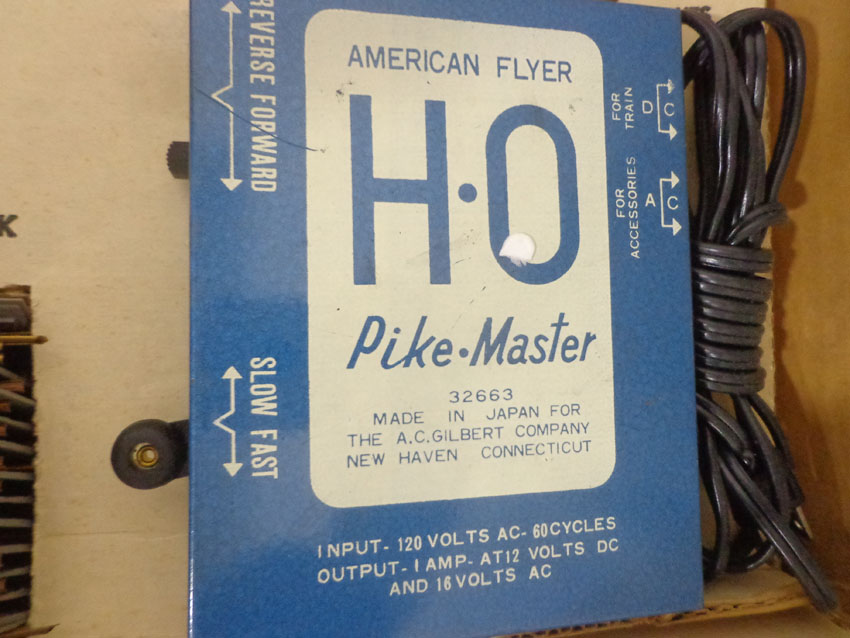 AMERICAN FLYER
H·O
Pike·Master
32663
MADE IN JAPAN FOR
THE A.C.GILBERT COMPANY
NEW HAVEN CONNECTICUT
INPUT- 120 VOLTS AC- 60CYCLES
OUTPUT- 1 AMP- AT 12 VOLTS DC
AND 16 VOLTS AC
REVERSE FORWARD
SLOW FAST
FOR
TRAIN
D C
FOR
ACCESSORIES
A C
K